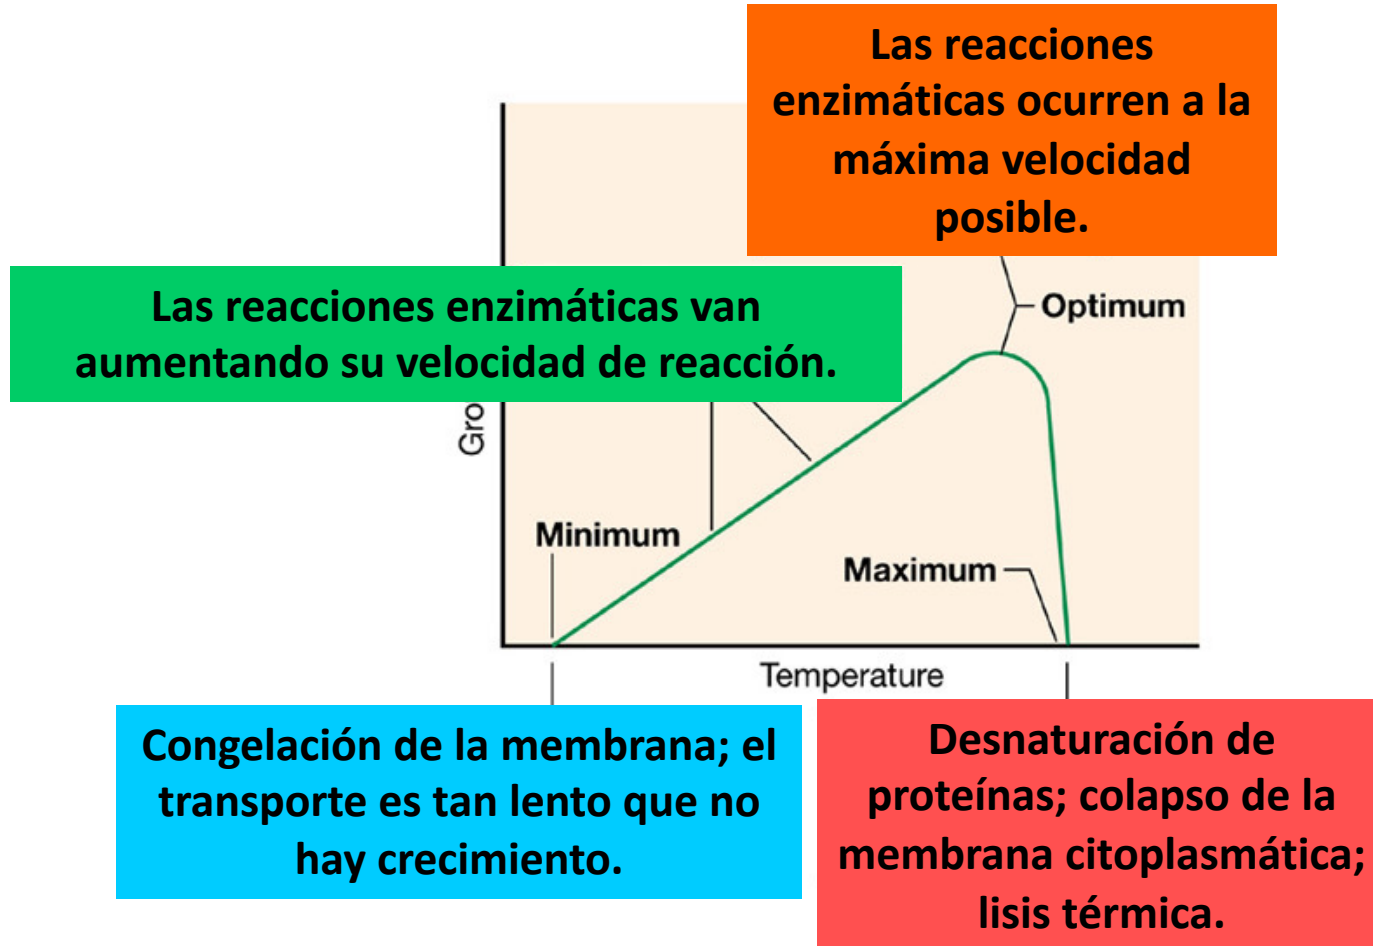 Las reacciones
enzimáticas ocurren a la
máxima velocidad
posible.
Las reacciones enzimáticas van
aumentando su velocidad de reacción.
Optimum
Minimum
Maximum
Temperature
Congelación de la membrana; el
transporte es tan lento que no
hay crecimiento.
Desnaturación de
proteínas; colapso de la
membrana citoplasmática;
lisis térmica.